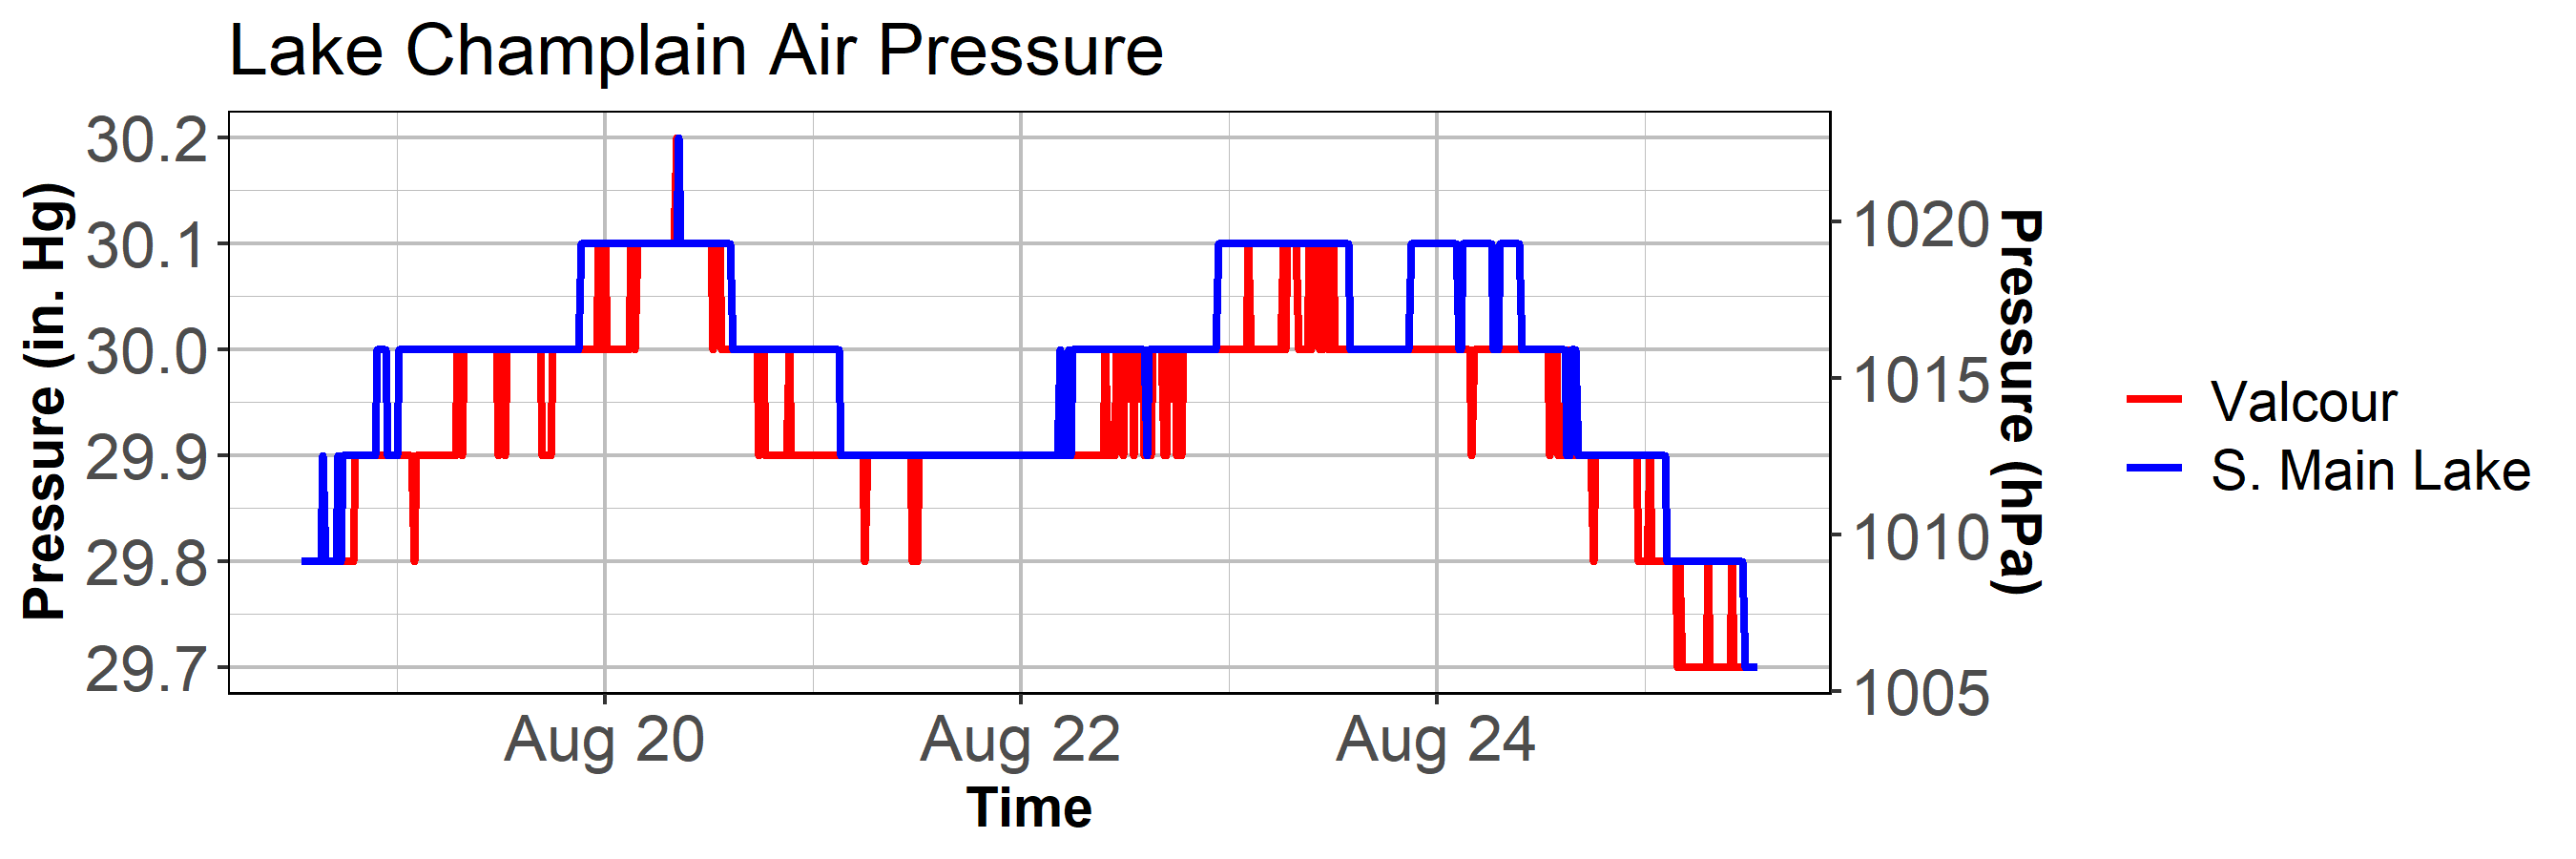 Lake Champlain Air Pressure
Pressure (in. Hg)
30.2
30.1
30.0
29.9
29.8
29.7
1020
1015
1010
1005
Pressure (hPa)
Aug 20 Aug 22 Aug 24
Time
Valcour
S. Main Lake